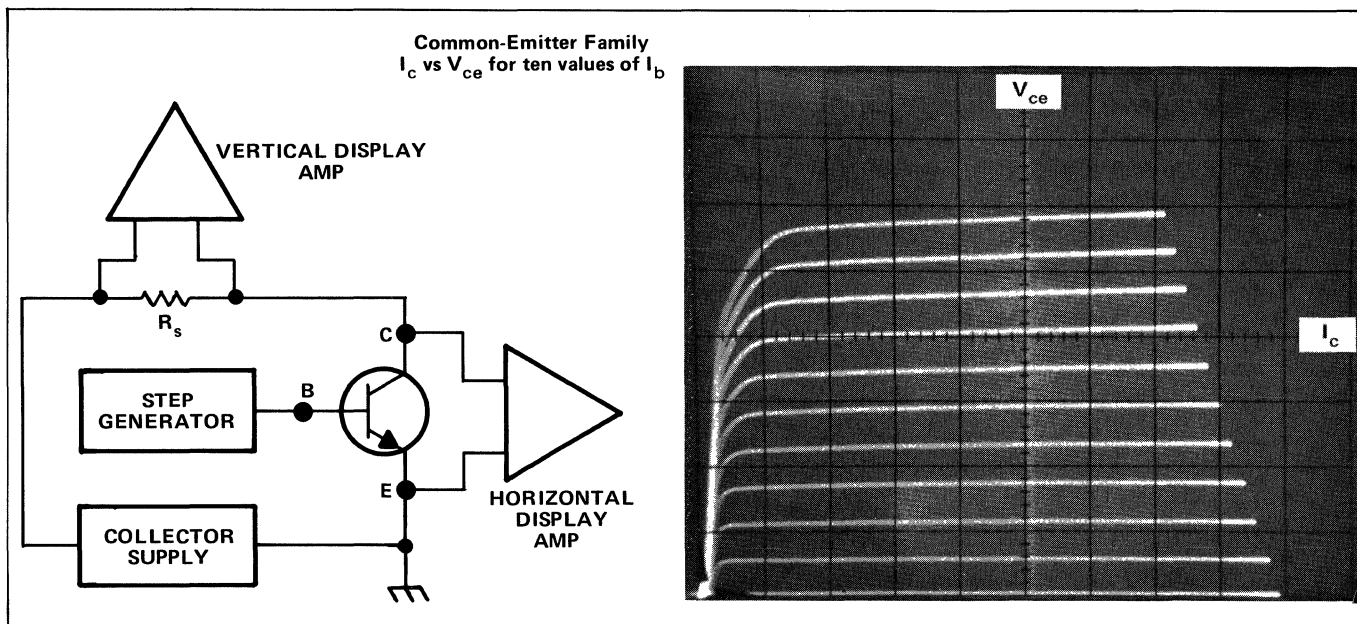 Common-Emitter Family
I_c vs V_ce for ten values of I_b
VERTICAL DISPLAY
AMP
R_s
C
B
STEP
GENERATOR
E
HORIZONTAL
DISPLAY
AMP
COLLECTOR
SUPPLY
V_ce
I_c